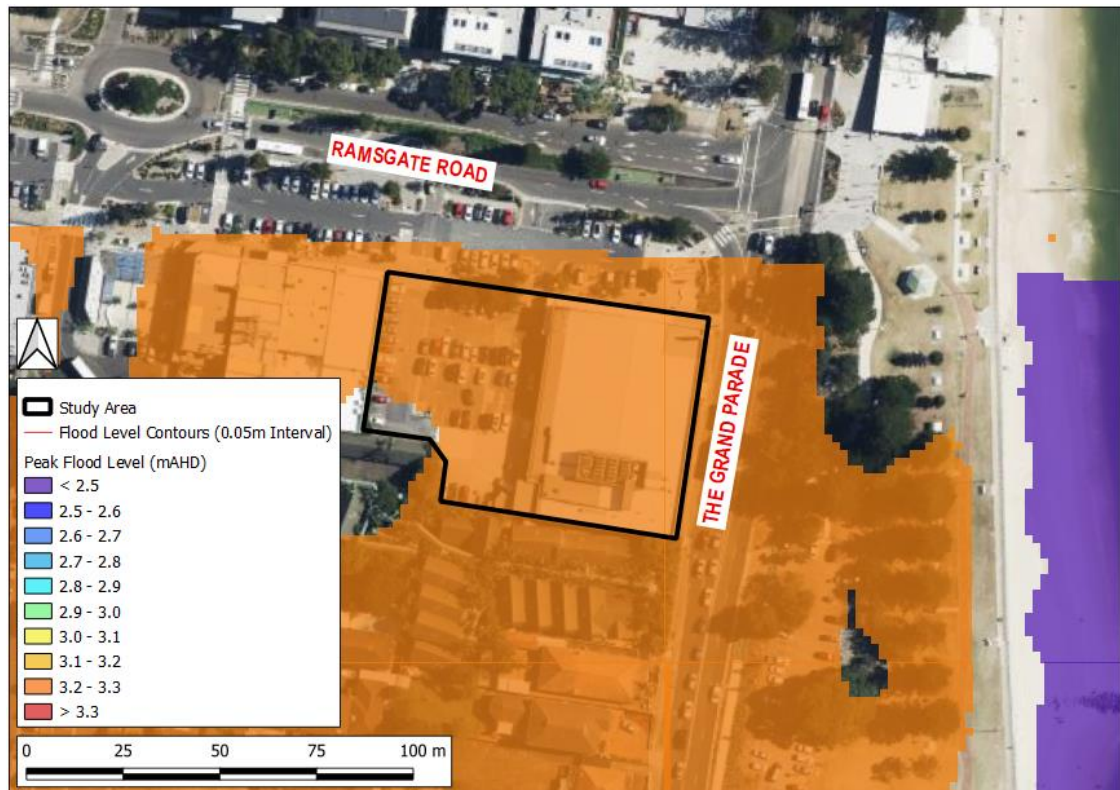 RAMSGATE ROAD
THE GRAND PARADE
Study Area
Flood Level Contours (0.05m Interval)
Peak Flood Level (mAHD)
< 2.5
2.5 - 2.6
2.6 - 2.7
2.7 - 2.8
2.8 - 2.9
2.9 - 3.0
3.0 - 3.1
3.1 - 3.2
3.2 - 3.3
> 3.3
0 25 50 75 100 m